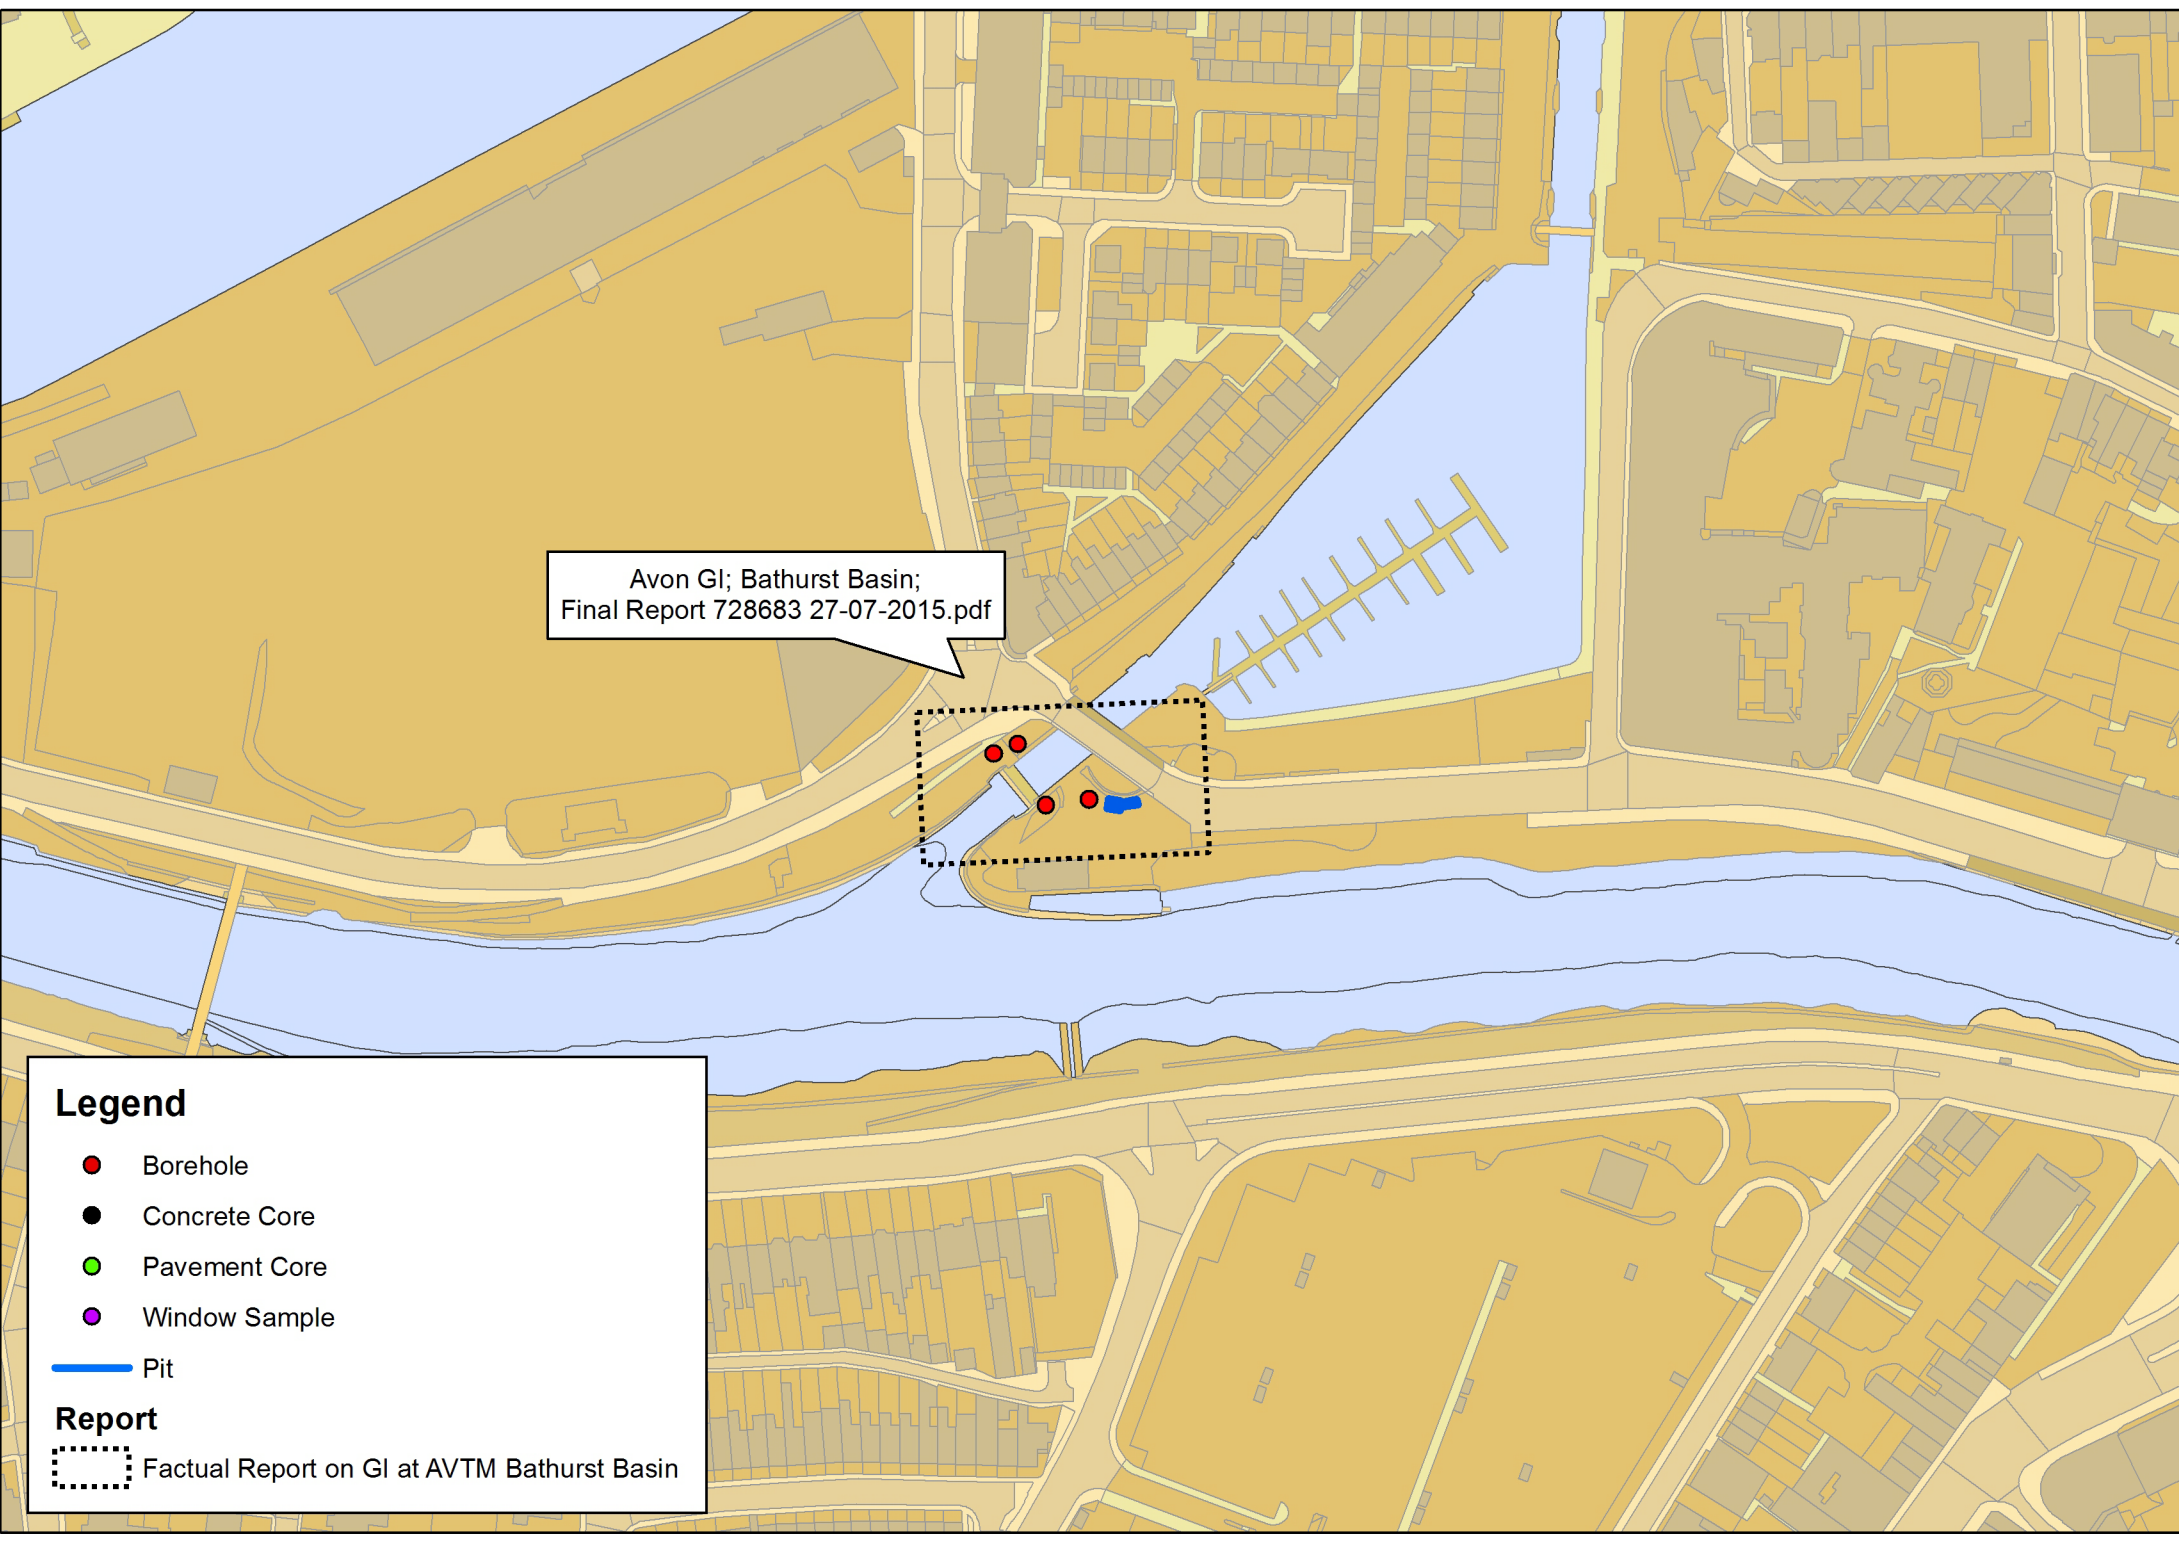 Avon GI; Bathurst Basin;
Final Report 728683 27-07-2015.pdf
Legend
Borehole
Concrete Core
Pavement Core
Window Sample
Pit
Report
Factual Report on GI at AVTM Bathurst Basin